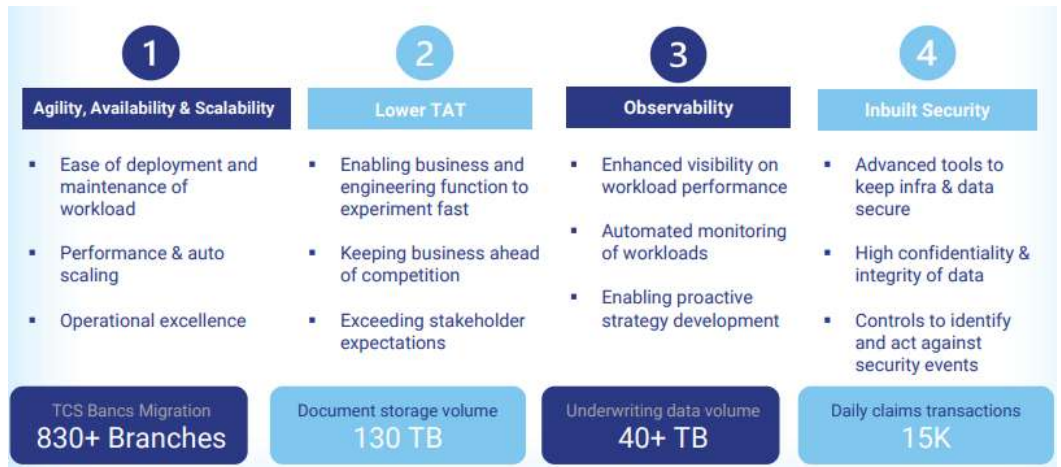 1
Agility, Availability & Scalability
Ease of deployment and
maintenance of
workload
Performance & auto
scaling
Operational excellence
TCS Bancs Migration
830+ Branches
2
Lower TAT
Enabling business and
engineering function to
experiment fast
Keeping business ahead
of competition
Exceeding stakeholder
expectations
Document storage volume
130 TB
3
Observability
Enhanced visibility on
workload performance
Automated monitoring
of workloads
Enabling proactive
strategy development
Underwriting data volume
40+ TB
4
Inbuilt Security
Advanced tools to
keep infra & data
secure
High confidentiality &
integrity of data
Controls to identify
and act against
security events
Daily claims transactions
15K